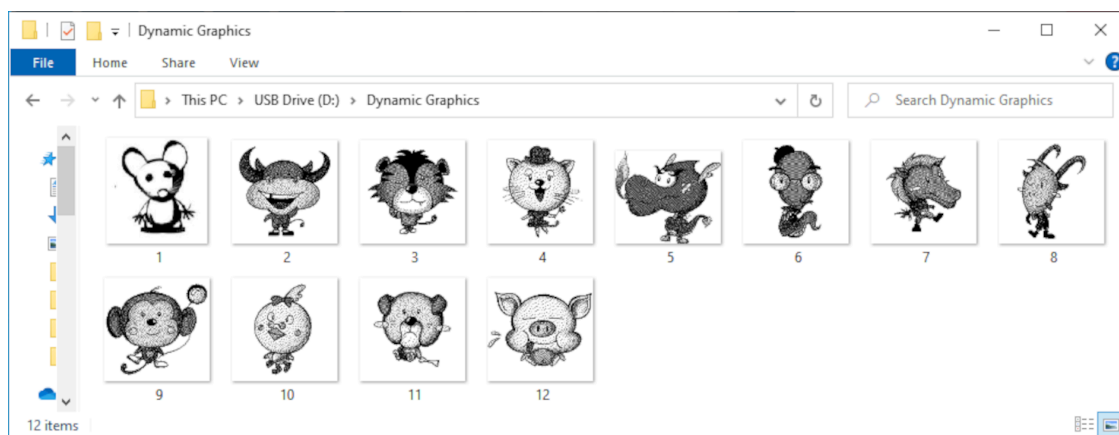 Dynamic Graphics
File Home Share View
This PC > USB Drive (D:) > Dynamic Graphics
Search Dynamic Graphics
1 2 3 4 5 6 7 8
9 10 11 12
12 items